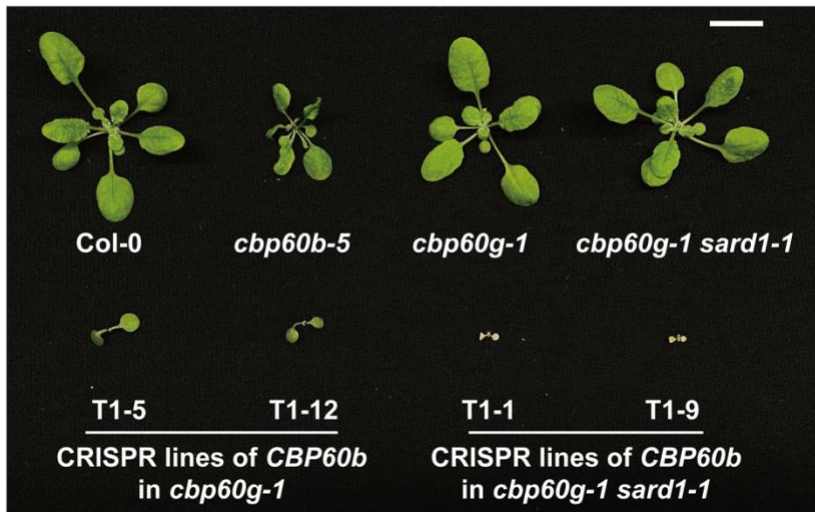 Col-0
cbp60b-5
cbp60g-1
cbp60g-1 sard1-1
T1-5
T1-12
T1-1
T1-9
CRISPR lines of CBP60b
in cbp60g-1
CRISPR lines of CBP60b
in cbp60g-1 sard1-1